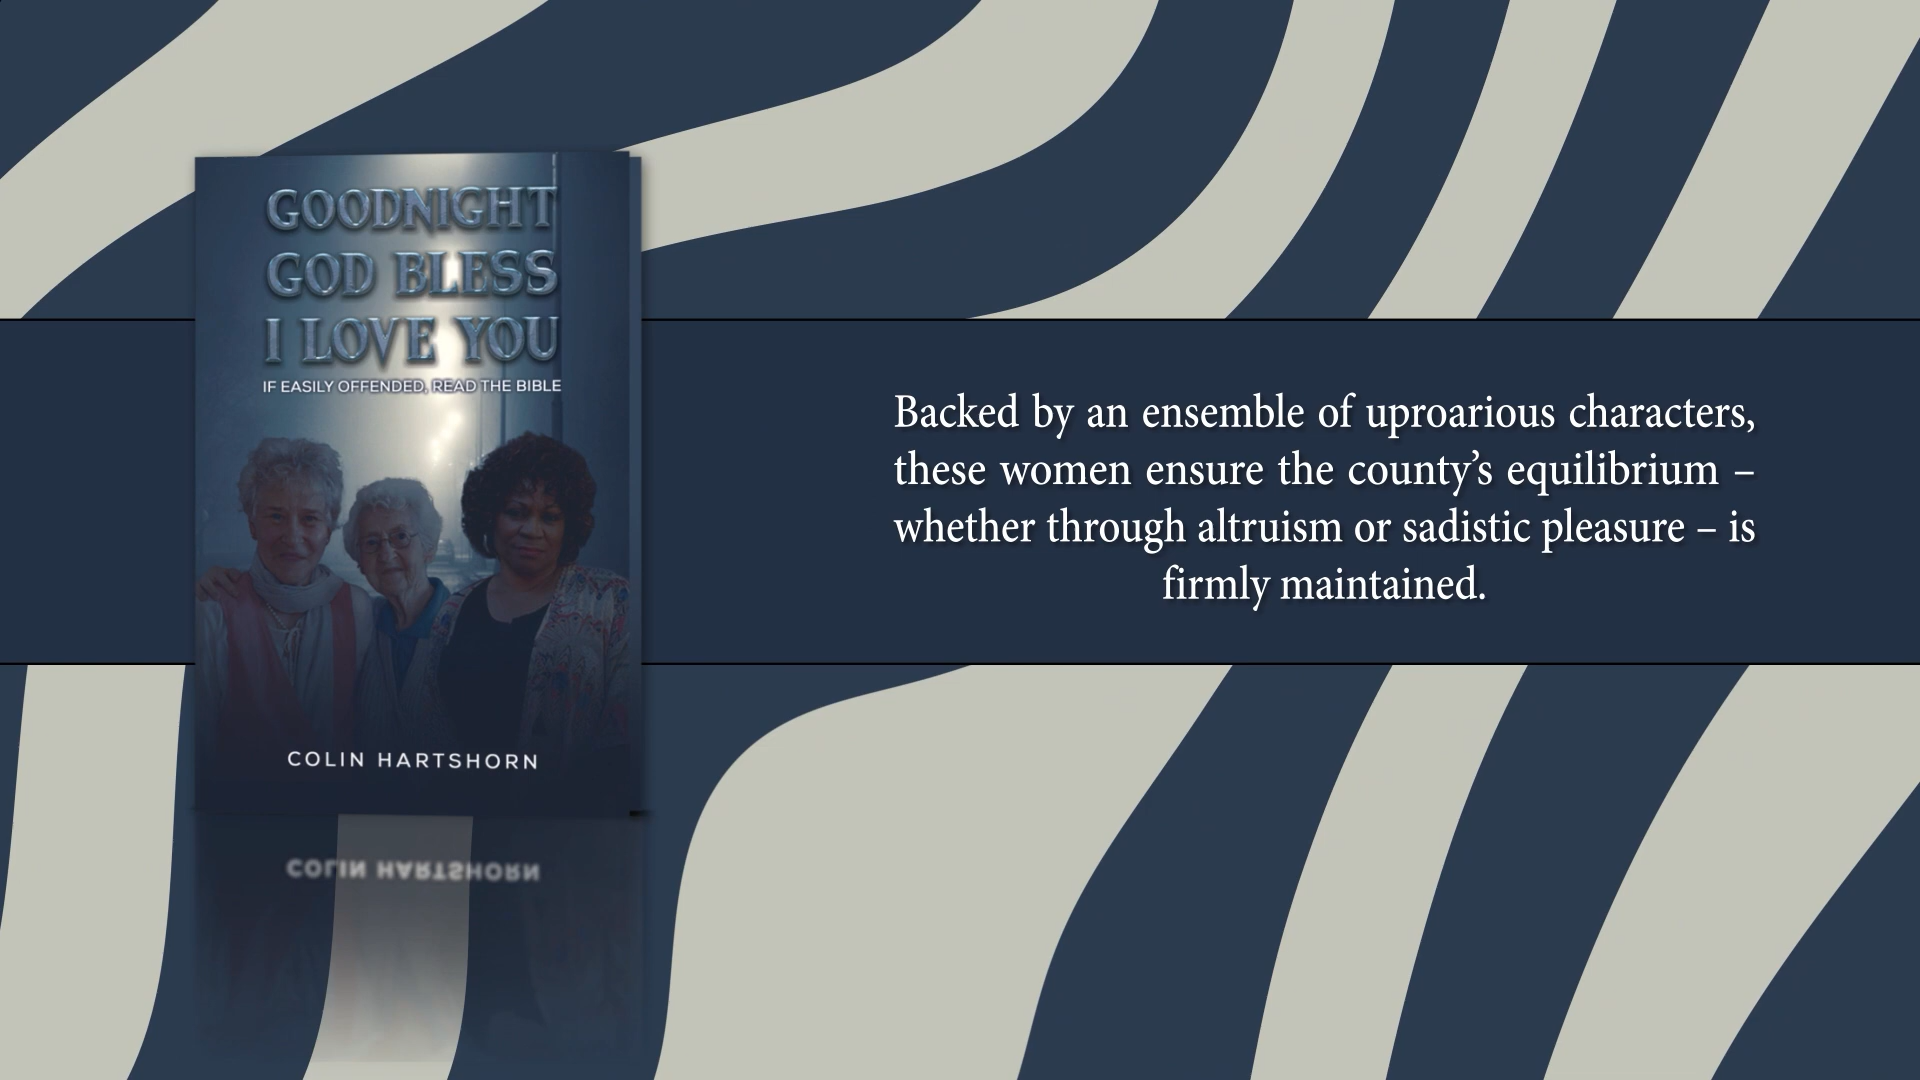 GOODNIGHT
GOD BLESS
I LOVE YOU
IF EASILY OFFENDED, READ THE BIBLE
COLIN HARTSHORN
COLIN HARTSHORN
Backed by an ensemble of uproarious characters,
these women ensure the county’s equilibrium –
whether through altruism or sadistic pleasure – is
firmly maintained.